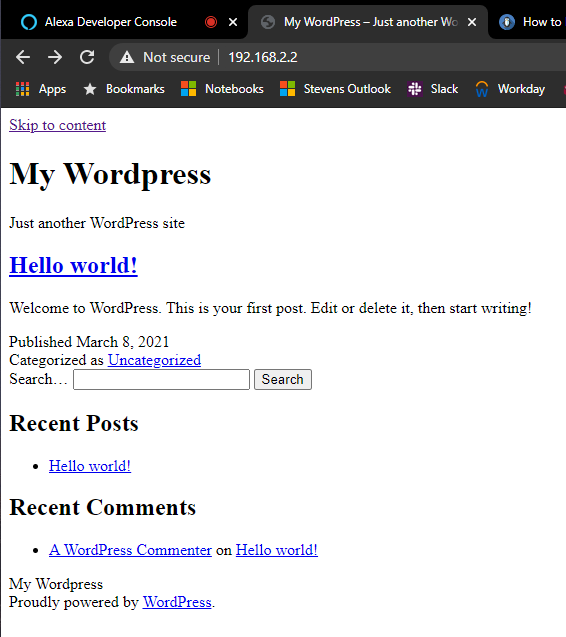 Alexa Developer Console
My WordPress – Just another Wo
How to
Not secure
192.168.2.2
Apps
Bookmarks
Notebooks
Stevens Outlook
Slack
Workday
Skip to content
My Wordpress
Just another WordPress site
Hello world!
Welcome to WordPress. This is your first post. Edit or delete it, then start writing!
Published March 8, 2021
Categorized as Uncategorized
Search… Search
Recent Posts
Hello world!
Recent Comments
A WordPress Commenter on Hello world!
My Wordpress
Proudly powered by WordPress.